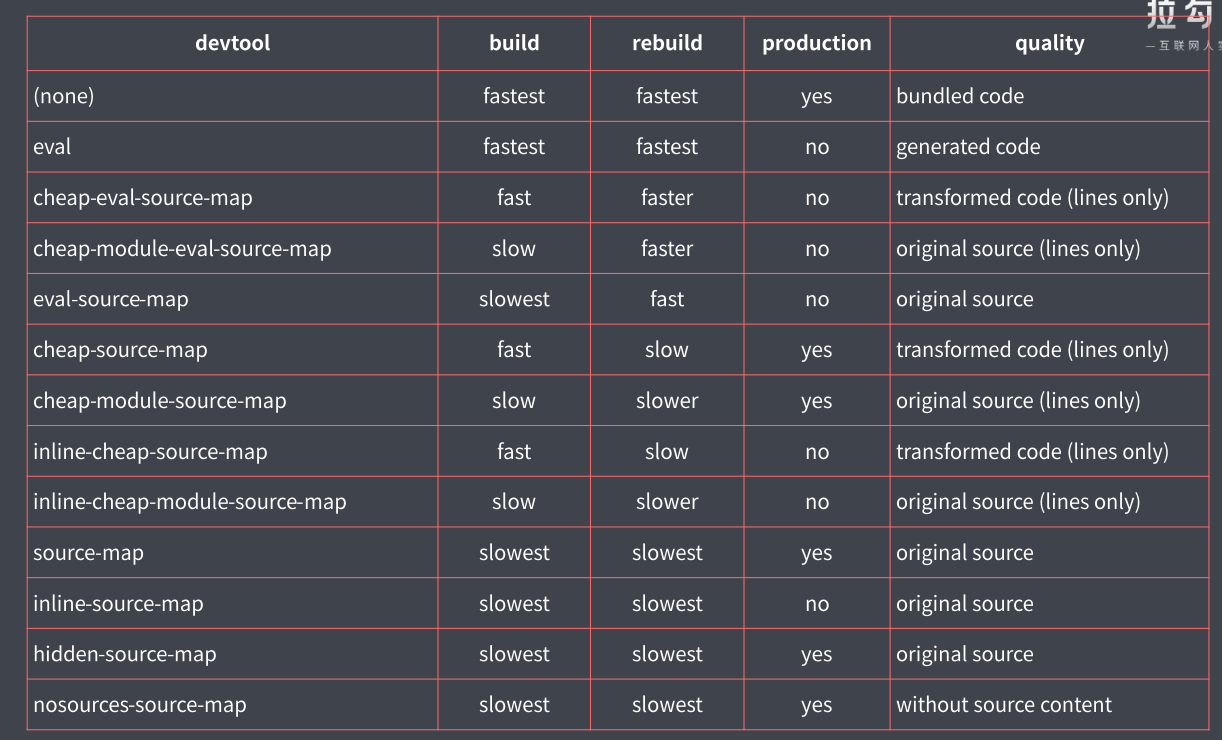 拉勾
一互联网人
devtool build rebuild production quality
(none) fastest fastest yes bundled code
eval fastest fastest no generated code
cheap-eval-source-map fast faster no transformed code (lines only)
cheap-module-eval-source-map slow faster no original source (lines only)
eval-source-map slowest fast no original source
cheap-source-map fast slow yes transformed code (lines only)
cheap-module-source-map slow slower yes original source (lines only)
inline-cheap-source-map fast slow no transformed code (lines only)
inline-cheap-module-source-map slow slower no original source (lines only)
source-map slowest slowest yes original source
inline-source-map slowest slowest no original source
hidden-source-map slowest slowest yes original source
nosources-source-map slowest slowest yes without source content